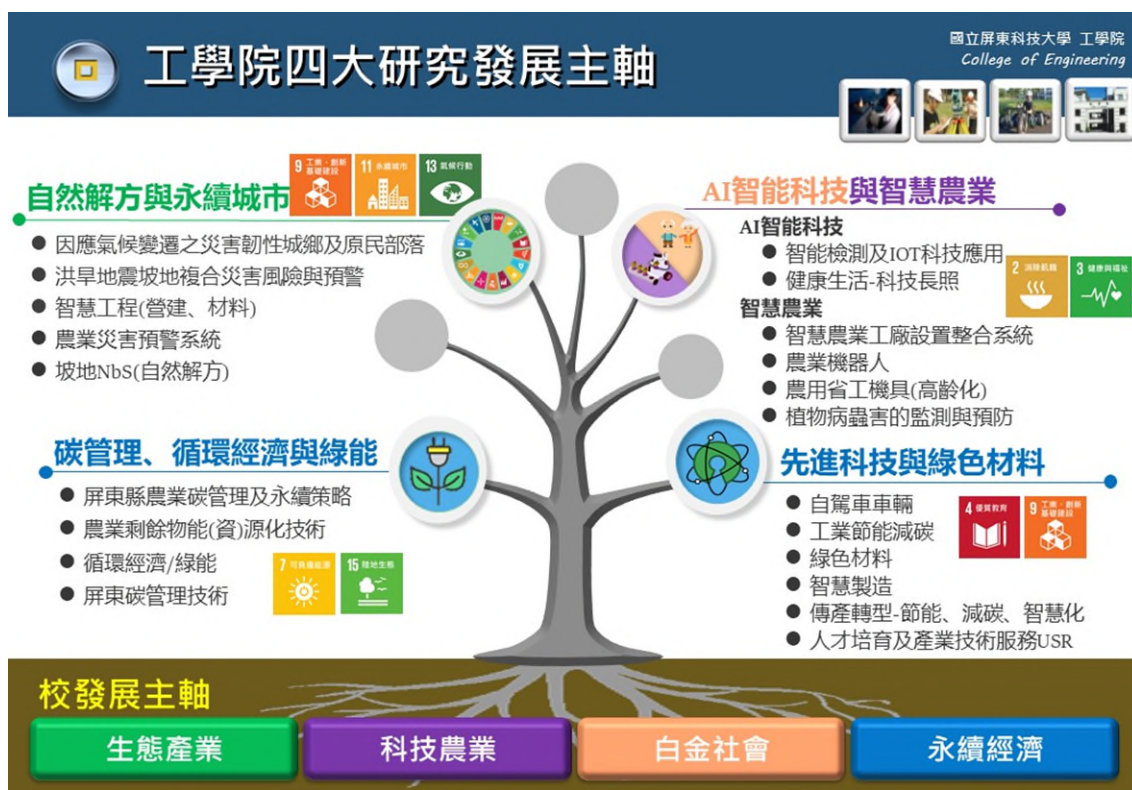 工學院四大研究發展主軸
國立屏東科技大學 工學院
College of Engineering
自然解方與永續城市
9 工業、創新基礎建設
11 永續城市
13 氣候行動
● 因應氣候變遷之災害韌性城鄉及原民部落
● 洪旱地震坡地複合災害風險與預警
● 智慧工程(營建、材料)
● 農業災害預警系統
● 坡地NbS(自然解方)
AI智能科技與智慧農業
AI智能科技
● 智能檢測及IOT科技應用
● 健康生活-科技長照
2 消除飢餓
3 健康與福祉
智慧農業
● 智慧農業工廠設置整合系統
● 農業機器人
● 農用省工機具(高齡化)
● 植物病蟲害的監測與預防
碳管理、循環經濟與綠能
● 屏東縣農業碳管理及永續策略
● 農業剩餘物能(資)源化技術
● 循環經濟/綠能
● 屏東碳管理技術
7 可負擔能源
15 陸地生態
先進科技與綠色材料
● 自駕車車輛
● 工業節能減碳
● 綠色材料
● 智慧製造
● 傳產轉型-節能、減碳、智慧化
● 人才培育及產業技術服務USR
4 優質教育
9 工業、創新基礎建設
校發展主軸
生態產業
科技農業
白金社會
永續經濟